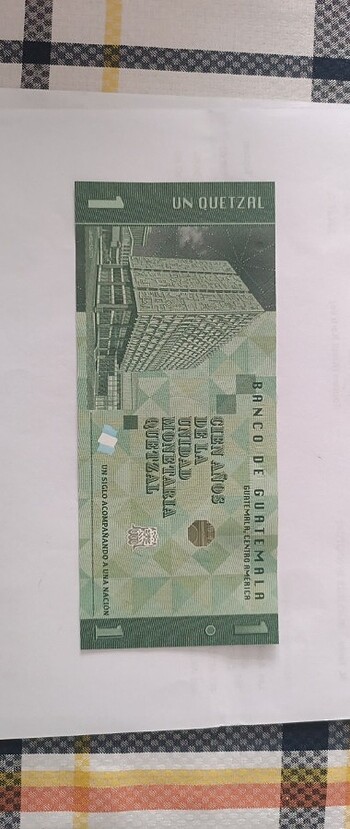 1
UN QUETZAL
BANCO DE GUATEMALA
GUATEMALA, CENTRO AMÉRICA
CIEN AÑOS
DE LA
UNIDAD
MONETARIA
QUETZAL
UN SIGLO ACOMPAÑANDO A UNA NACIÓN
1
1